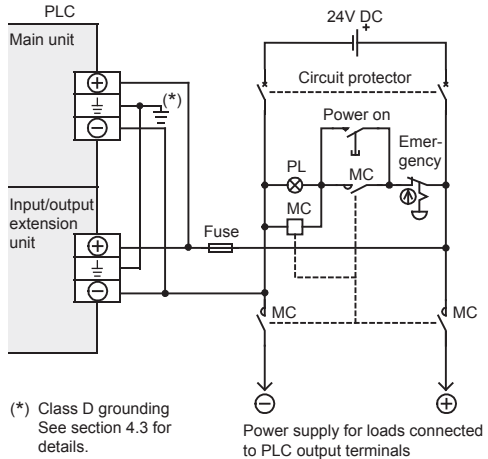 PLC
24V DC
+
Main unit
Circuit protector
(*)
Power on
Emer-
gency
PL
MC
MC
Input/output
extension
unit
Fuse
MC
MC
(*) Class D grounding
See section 4.3 for
details.
Power supply for loads connected
to PLC output terminals